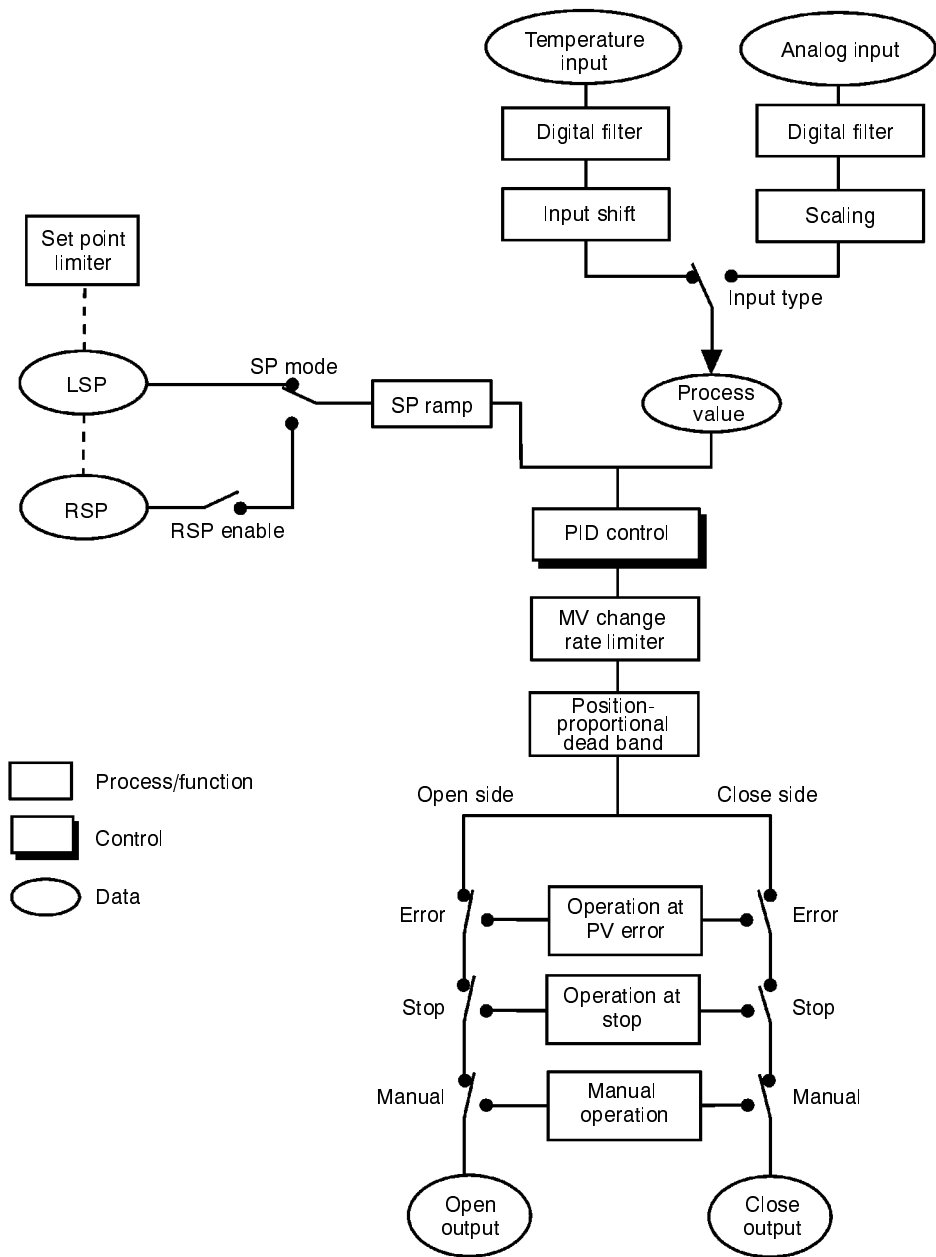 Temperature
input
Analog input
Digital filter
Digital filter
Input shift
Scaling
Set point
limiter
Input type
SP mode
LSP
SP ramp
Process
value
RSP
RSP enable
PID control
MV change
rate limiter
Position-
proportional
dead band
Process/function
Open side
Close side
Control
Data
Error
Operation at
PV error
Error
Stop
Operation at
stop
Stop
Manual
Manual
operation
Manual
Open
output
Close
output